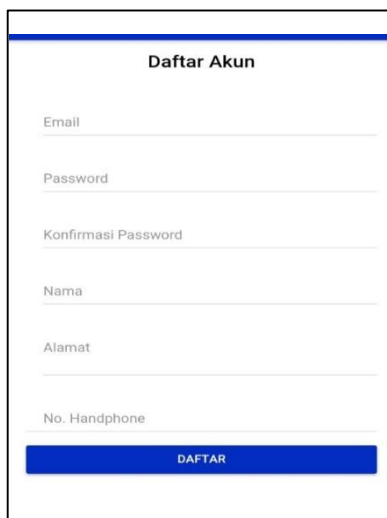 Daftar Akun
Email
Password
Konfirmasi Password
Nama
Alamat
No. Handphone
DAFTAR